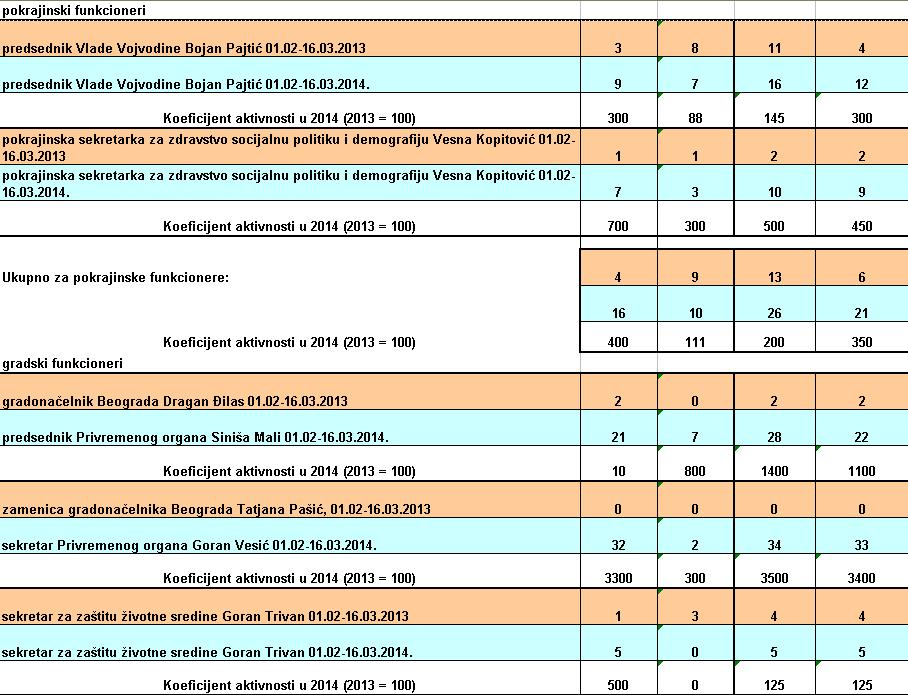 pokrajinski funkcioneri
predsednik Vlade Vojvodine Bojan Pajtić 01.02-16.03.2013 3 8 11 4
predsednik Vlade Vojvodine Bojan Pajtić 01.02-16.03.2014. 9 7 16 12
Koeficijent aktivnosti u 2014 (2013 = 100) 300 88 145 300
pokrajinska sekretarka za zdravstvo socijalnu politiku i demografiju Vesna Kopitović 01.02-
16.03.2013 1 1 2 2
pokrajinska sekretarka za zdravstvo socijalnu politiku i demografiju Vesna Kopitović 01.02-
16.03.2014. 7 3 10 9
Koeficijent aktivnosti u 2014 (2013 = 100) 700 300 500 450
Ukupno za pokrajinske funkcionere: 4 9 13 6
16 10 26 21
Koeficijent aktivnosti u 2014 (2013 = 100) 400 111 200 350
gradski funkcioneri
gradonačelnik Beograda Dragan Đilas 01.02-16.03.2013 2 0 2 2
predsednik Privremenog organa Siniša Mali 01.02-16.03.2014. 21 7 28 22
Koeficijent aktivnosti u 2014 (2013 = 100) 10 800 1400 1100
zamenica gradonačelnika Beograda Tatjana Pašić, 01.02-16.03.2013 0 0 0 0
sekretar Privremenog organa Goran Vesić 01.02-16.03.2014. 32 2 34 33
Koeficijent aktivnosti u 2014 (2013 = 100) 3300 300 3500 3400
sekretar za zaštitu životne sredine Goran Trivan 01.02-16.03.2013 1 3 4 4
sekretar za zaštitu životne sredine Goran Trivan 01.02-16.03.2014. 5 0 5 5
Koeficijent aktivnosti u 2014 (2013 = 100) 500 0 125 125